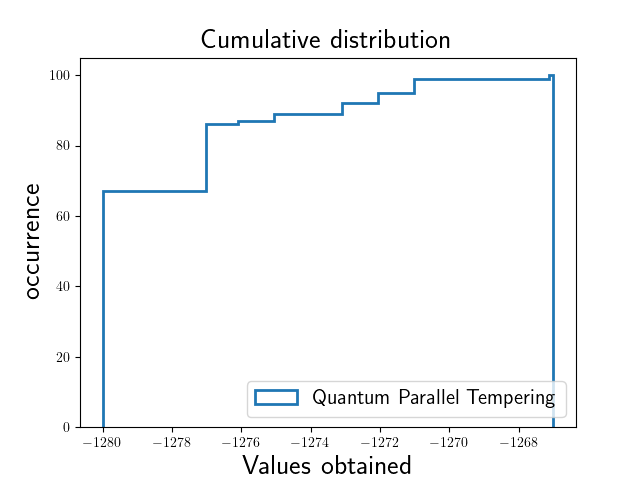 Cumulative distribution
100
80
60
40
20
0
occurrence
Quantum Parallel Tempering
−1280 −1278 −1276 −1274 −1272 −1270 −1268
Values obtained